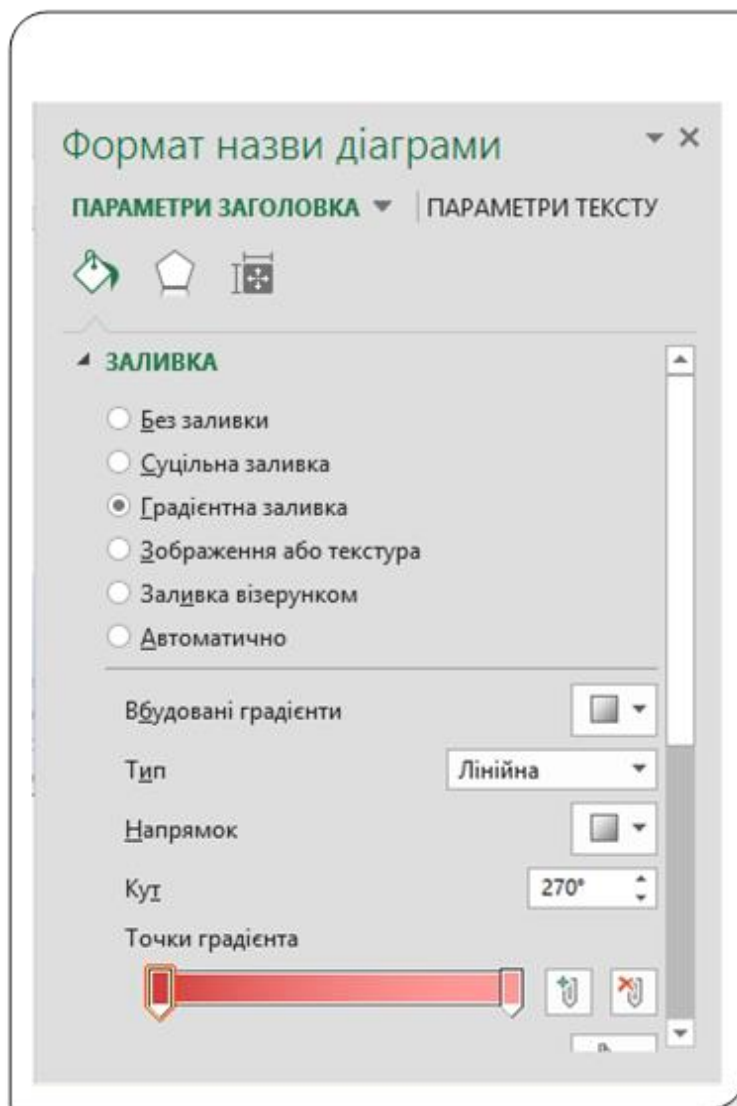 Формат назви діаграми
ПАРАМЕТРИ ЗАГОЛОВКА ПАРАМЕТРИ ТЕКСТУ
ЗАЛИВКА
Без заливки
Суцільна заливка
Градієнтна заливка
Зображення або текстура
Заливка візерунком
Автоматично
Вбудовані градієнти
Тип Лінійна
Напрямок
Кут 270°
Точки градієнта